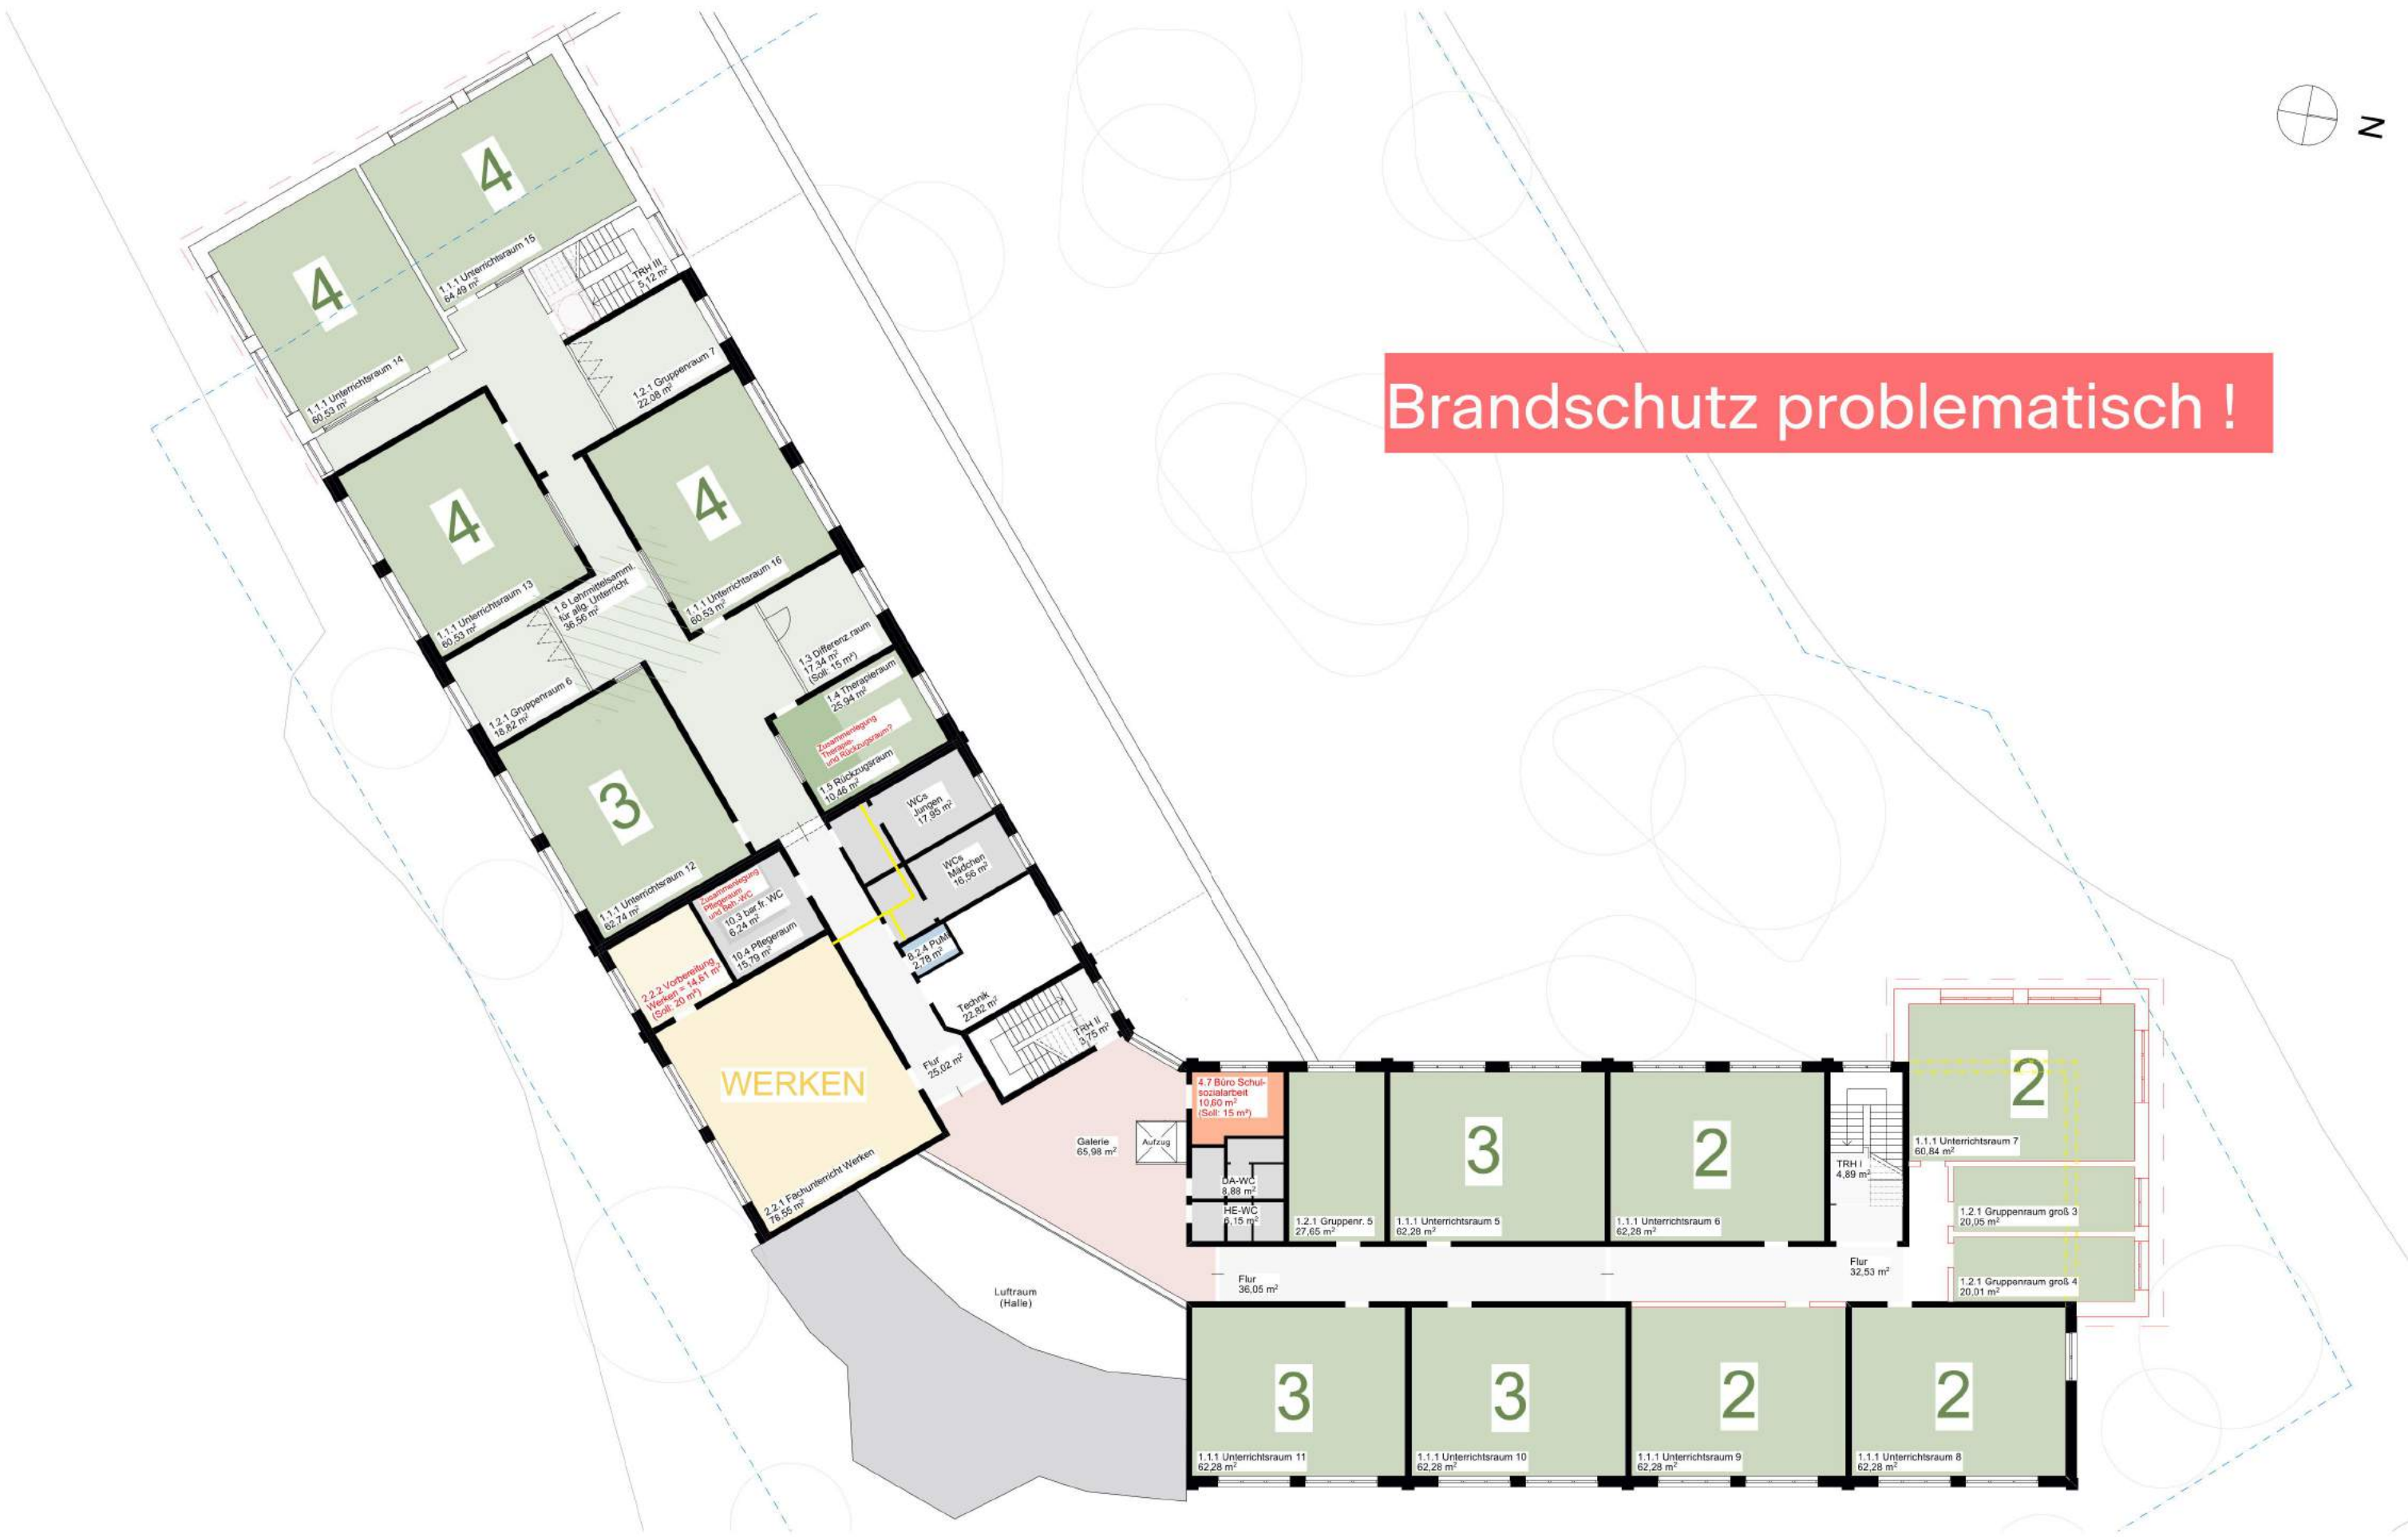 N
Brandschutz problematisch !
4
1.1.1 Unterrichtsraum 15
64,49 m²
4
1.1.1 Unterrichtsraum 14
60,53 m²
TRH III
5,12 m²
1.2.1 Gruppenraum 7
22,08 m²
4
1.1.1 Unterrichtsraum 13
60,53 m²
4
1.1.1 Unterrichtsraum 16
60,53 m²
1.6 Lehrmittelsamml.
für allg. Unterricht
36,56 m²
1.2.1 Gruppenraum 6
18,82 m²
1.3 Differenz.raum
17,34 m²
(Soll: 15 m²)
1.4 Therapieraum
25,94 m²
Zusammenlegung
Therapie-
und Rückzugsraum?
1.5 Rückzugsraum
10,46 m²
3
1.1.1 Unterrichtsraum 12
62,74 m²
WCs
Jungen
17,95 m²
WCs
Mädchen
16,56 m²
Zusammenlegung
Pflegeraum
und Beh.-WC
10.3 bar.fr. WC
6,24 m²
10.4 Pflegeraum
15,79 m²
8.2.4 PuMi
2,78 m²
2.2.2 Vorbereitung
Werken = 14,61 m²
(Soll: 20 m²)
Technik
22,82 m²
TRH II
3,75 m²
Flur
25,02 m²
WERKEN
2.2.1 Fachunterricht Werken
78,55 m²
Galerie
65,98 m²
Aufzug
4.7 Büro Schul-
sozialarbeit
10,60 m²
(Soll: 15 m²)
DA-WC
8,88 m²
HE-WC
6,15 m²
1.2.1 Gruppenr. 5
27,65 m²
3
1.1.1 Unterrichtsraum 5
62,28 m²
2
1.1.1 Unterrichtsraum 6
62,28 m²
TRH I
4,89 m²
2
1.1.1 Unterrichtsraum 7
60,84 m²
1.2.1 Gruppenraum groß 3
20,05 m²
1.2.1 Gruppenraum groß 4
20,01 m²
Flur
36,05 m²
Flur
32,53 m²
Luftraum
(Halle)
3
1.1.1 Unterrichtsraum 11
62,28 m²
3
1.1.1 Unterrichtsraum 10
62,28 m²
2
1.1.1 Unterrichtsraum 9
62,28 m²
2
1.1.1 Unterrichtsraum 8
62,28 m²